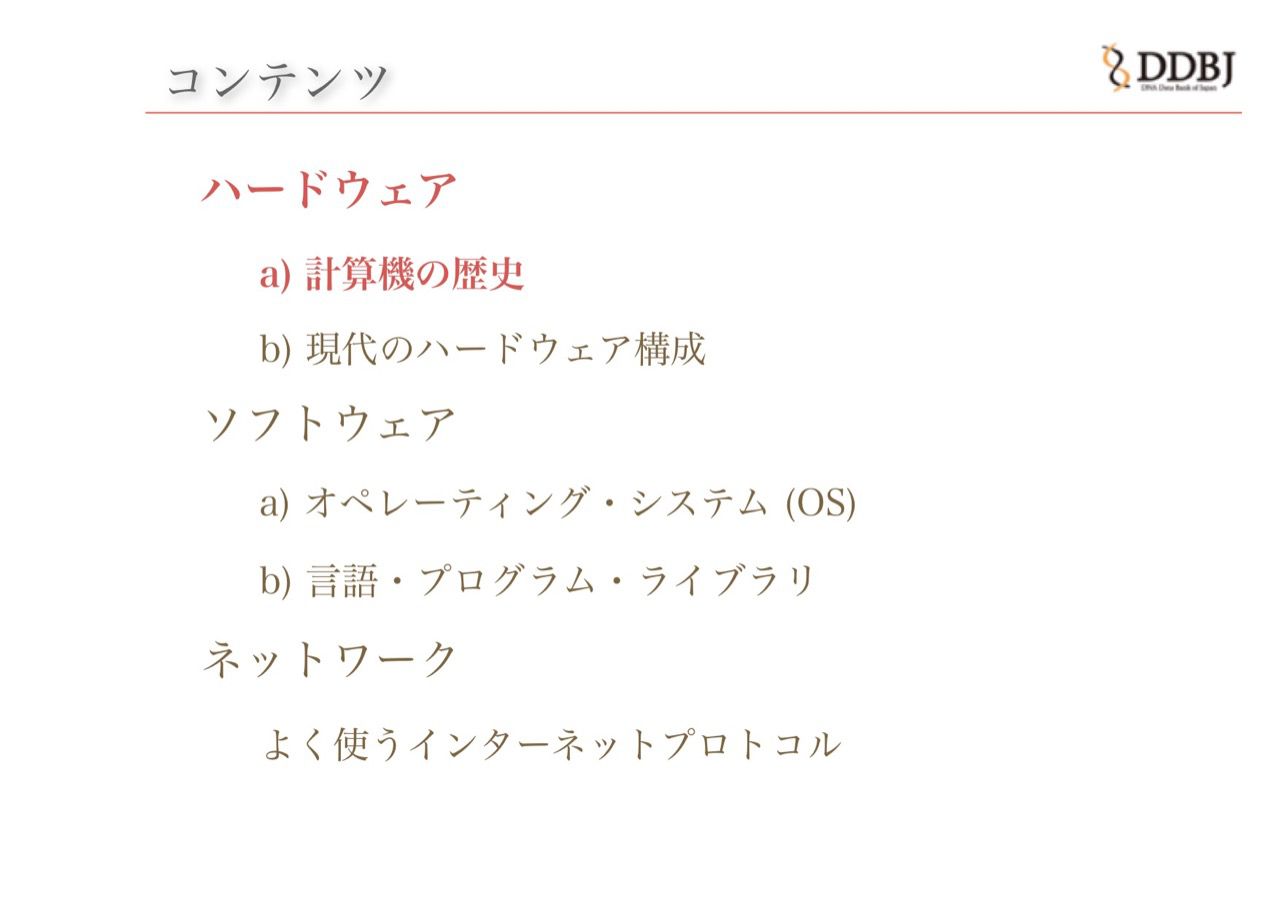 コンテンツ
DDBJ
DNA Data Bank of Japan
ハードウェア
a) 計算機の歴史
b) 現代のハードウェア構成
ソフトウェア
a) オペレーティング・システム (OS)
b) 言語・プログラム・ライブラリ
ネットワーク
よく使うインターネットプロトコル